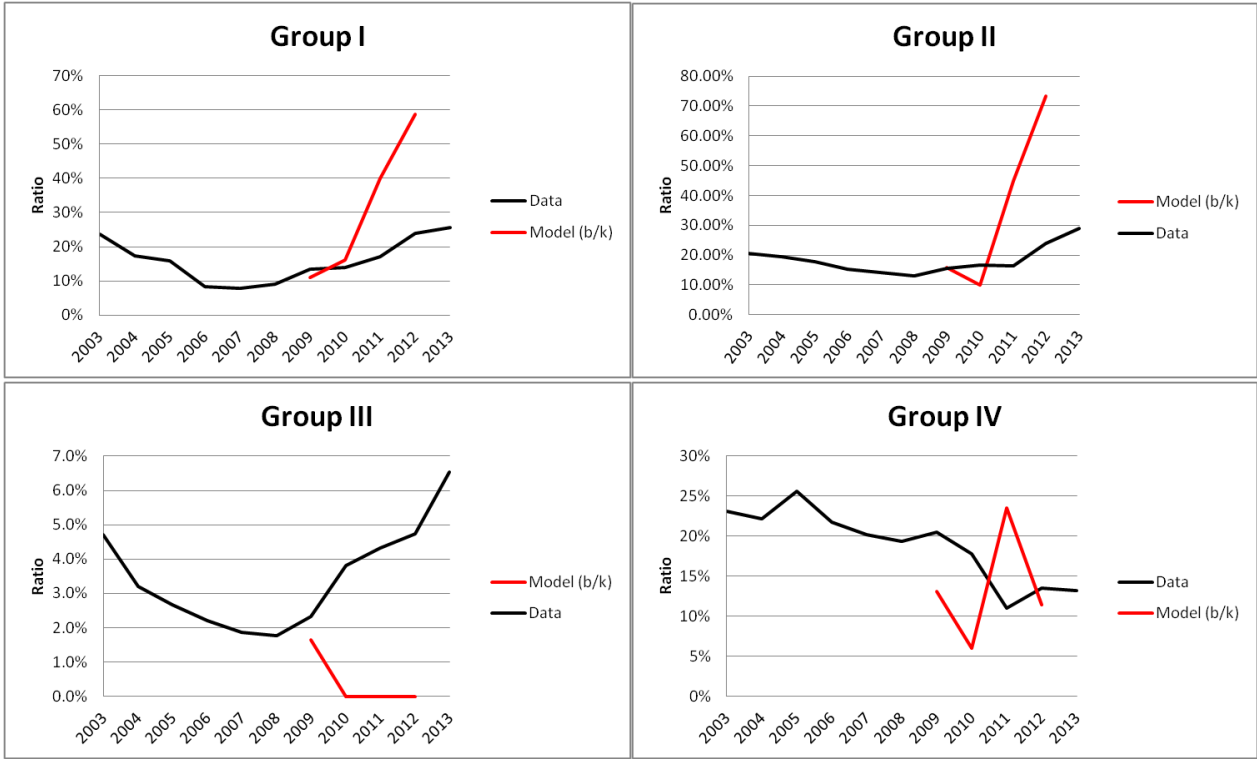 Group I
70%
60%
50%
40%
30%
20%
10%
0%
Ratio
2003 2004 2005 2006 2007 2008 2009 2010 2011 2012 2013
Data
Model (b/k)
Group II
80.00%
70.00%
60.00%
50.00%
40.00%
30.00%
20.00%
10.00%
0.00%
Ratio
2003 2004 2005 2006 2007 2008 2009 2010 2011 2012 2013
Model (b/k)
Data
Group III
7.0%
6.0%
5.0%
4.0%
3.0%
2.0%
1.0%
0.0%
Ratio
2003 2004 2005 2006 2007 2008 2009 2010 2011 2012 2013
Model (b/k)
Data
Group IV
30%
25%
20%
15%
10%
5%
0%
Ratio
2003 2004 2005 2006 2007 2008 2009 2010 2011 2012 2013
Data
Model (b/k)